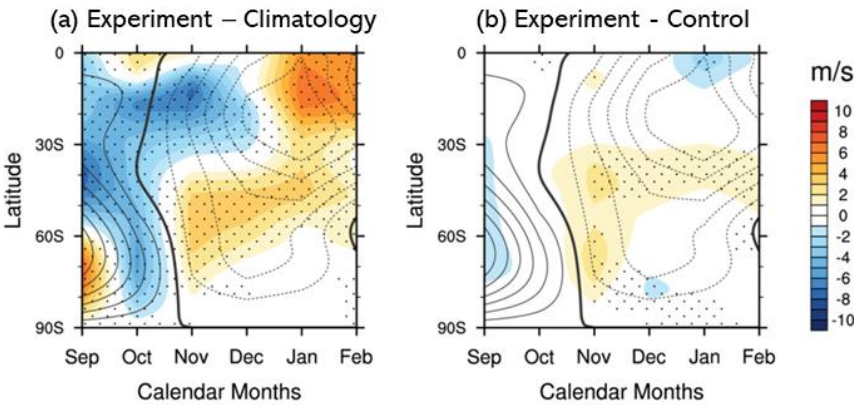 (a) Experiment – Climatology
(b) Experiment - Control
0
30S
60S
90S
Latitude
Sep Oct Nov Dec Jan Feb
Calendar Months
0
30S
60S
90S
Latitude
Sep Oct Nov Dec Jan Feb
Calendar Months
m/s
10
8
6
4
2
0
-2
-4
-6
-8
-10